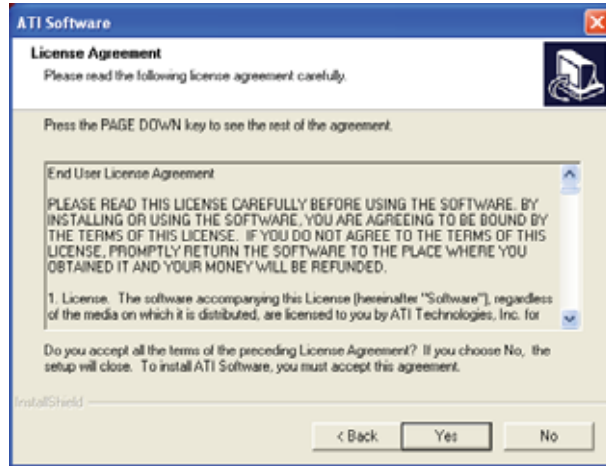 ATI Software
License Agreement
Please read the following license agreement carefully.
Press the PAGE DOWN key to see the rest of the agreement.
End User License Agreement
PLEASE READ THIS LICENSE CAREFULLY BEFORE USING THE SOFTWARE. BY
INSTALLING OR USING THE SOFTWARE, YOU ARE AGREEING TO BE BOUND BY
THE TERMS OF THIS LICENSE. IF YOU DO NOT AGREE TO THE TERMS OF THIS
LICENSE, PROMPTLY RETURN THE SOFTWARE TO THE PLACE WHERE YOU
OBTAINED IT AND YOUR MONEY WILL BE REFUNDED.
1. License. The software accompanying this License (hereinafter "Software"), regardless
of the media on which it is distributed, are licensed to you by ATI Technologies, Inc. for
Do you accept all the terms of the preceding License Agreement? If you choose No, the
setup will close. To install ATI Software, you must accept this agreement.
InstallShield
< Back Yes No